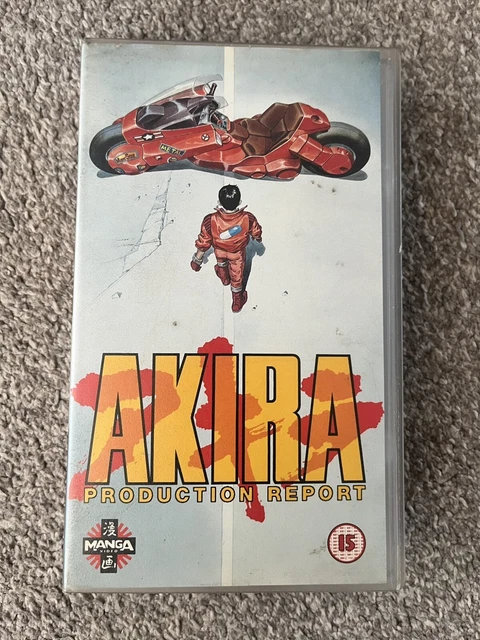 AKIRA
PRODUCTION REPORT
漫
MANGA
VIDEO
画
15